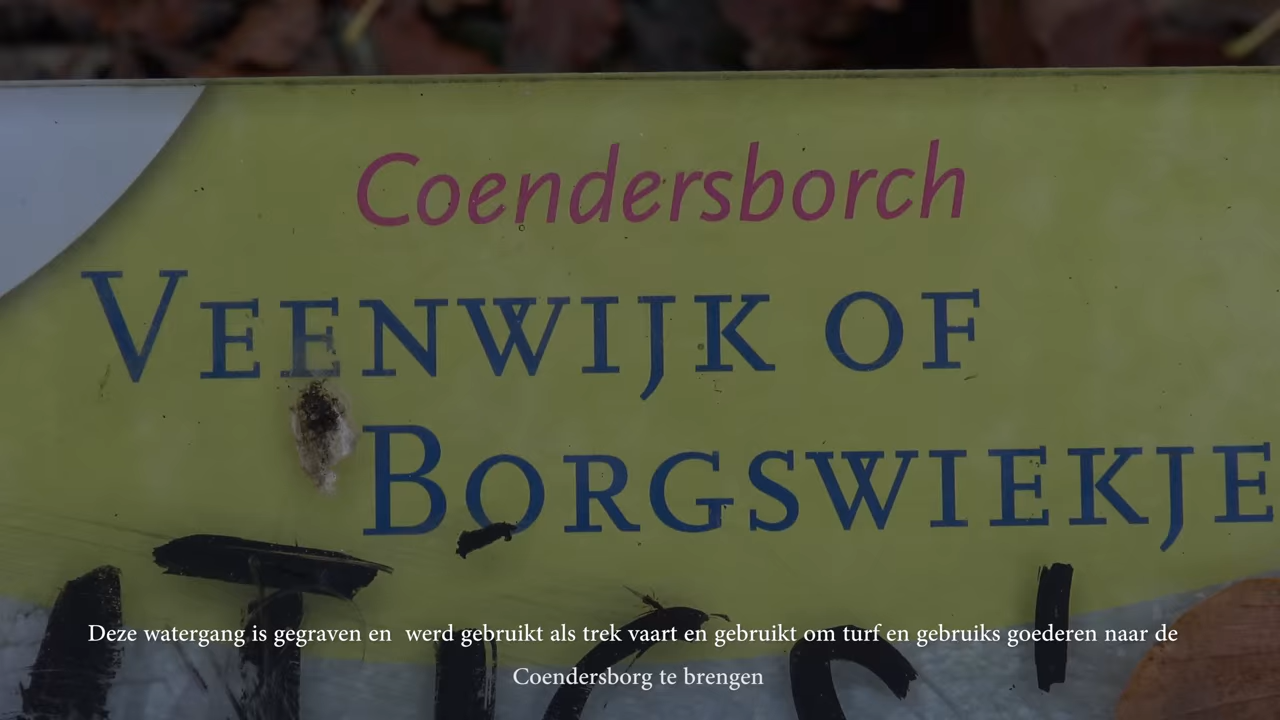 Coendersborch
VEENWIJK OF
BORGSWIEKJE
Deze watergang is gegraven en werd gebruikt als trek vaart en gebruikt om turf en gebruiks goederen naar de
Coendersborg te brengen